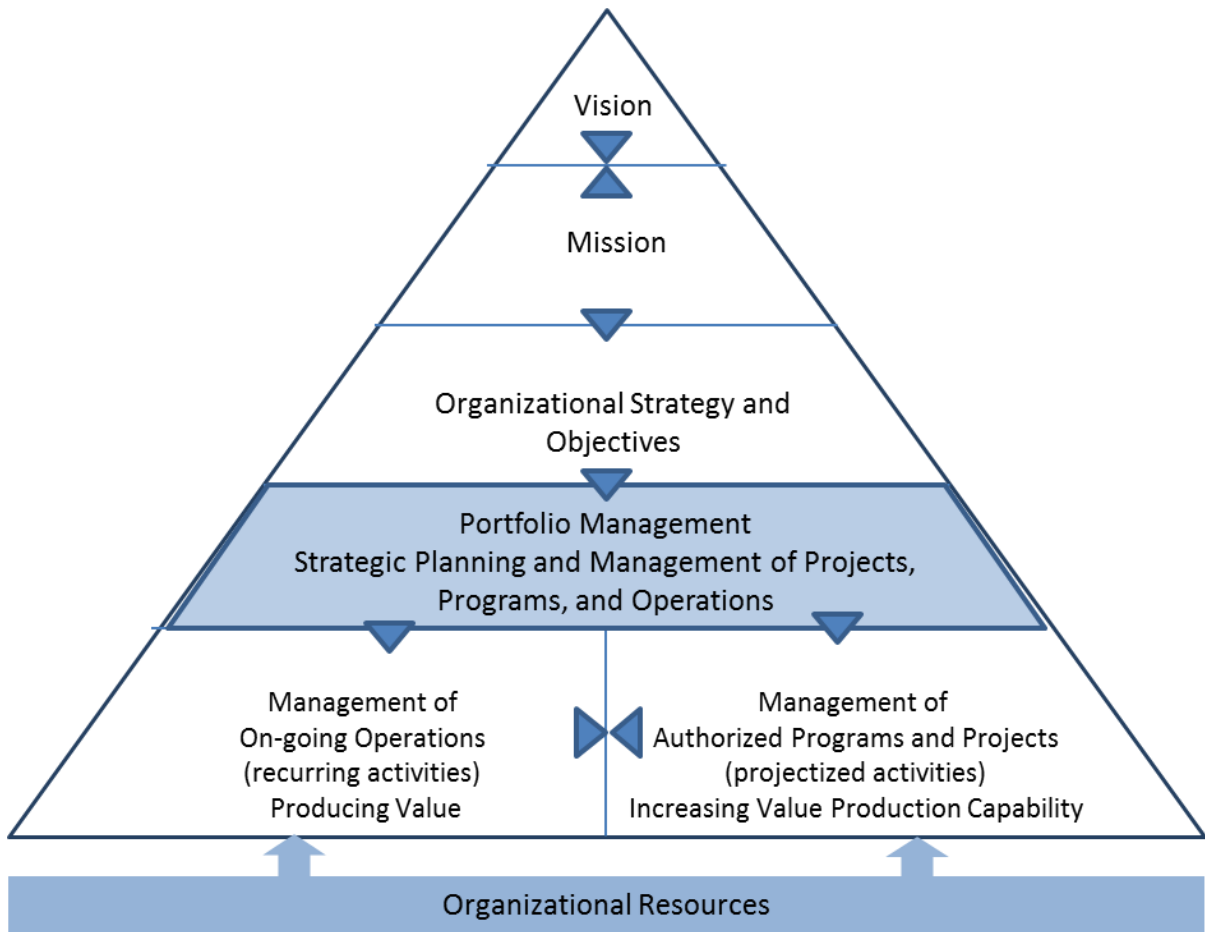 Vision
Mission
Organizational Strategy and
Objectives
Portfolio Management
Strategic Planning and Management of Projects,
Programs, and Operations
Management of
On-going Operations
(recurring activities)
Producing Value
Management of
Authorized Programs and Projects
(projectized activities)
Increasing Value Production Capability
Organizational Resources